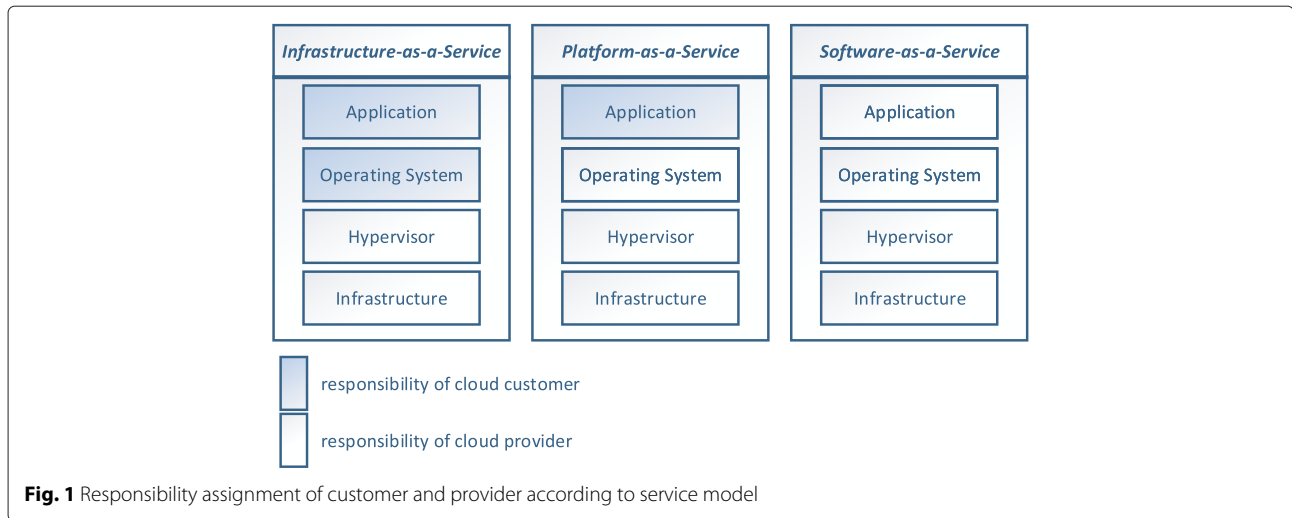 Infrastructure-as-a-Service
Application
Operating System
Hypervisor
Infrastructure
Platform-as-a-Service
Application
Operating System
Hypervisor
Infrastructure
Software-as-a-Service
Application
Operating System
Hypervisor
Infrastructure
responsibility of cloud customer
responsibility of cloud provider
Fig. 1 Responsibility assignment of customer and provider according to service model